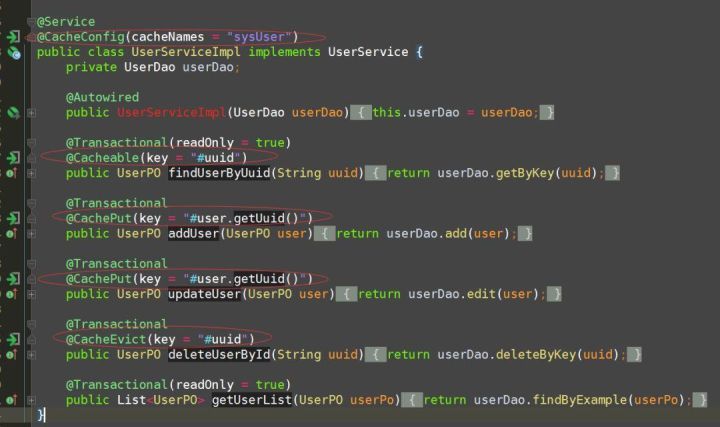 @Service
@CacheConfig(cacheNames = "sysUser")
public class UserServiceImpl implements UserService {
private UserDao userDao;
@Autowired
public UserServiceImpl(UserDao userDao) { this.userDao = userDao; }
@Transactional(readOnly = true)
@Cacheable(key = "#uuid")
public UserPO findUserByUuid(String uuid) { return userDao.getByKey(uuid); }
@Transactional
@CachePut(key = "#user.getUuid()")
public UserPO addUser(UserPO user) { return userDao.add(user); }
@Transactional
@CachePut(key = "#user.getUuid()")
public UserPO updateUser(UserPO user) { return userDao.edit(user); }
@Transactional
@CacheEvict(key = "#uuid")
public UserPO deleteUserById(String uuid) { return userDao.deleteByKey(uuid); }
@Transactional(readOnly = true)
public List<UserPO> getUserList(UserPO userPo) { return userDao.findByExample(userPo); }
}